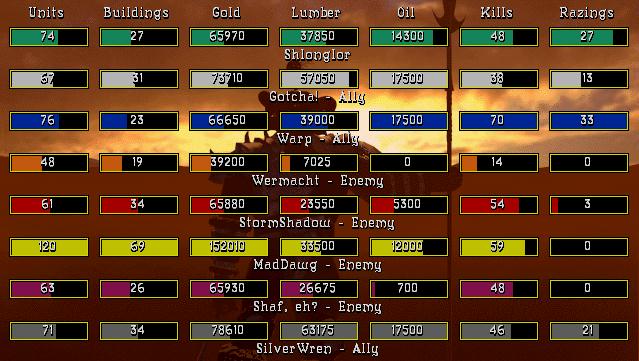 Units Buildings Gold Lumber Oil Kills Razings
74 27 65970 37850 14300 48 27
Shlonglor
67 31 73710 57050 17500 38 13
Gotcha! - Ally
76 23 66650 39000 17500 70 33
Warp - Ally
48 19 39200 7025 0 14 0
Wermacht - Enemy
61 34 65880 23550 5300 54 3
StormShadow - Enemy
120 69 152010 33500 12000 59 0
MadDawg - Enemy
63 26 65930 26675 700 48 0
Shaf, eh? - Enemy
71 34 78610 63175 17500 46 21
SilverWren - Ally